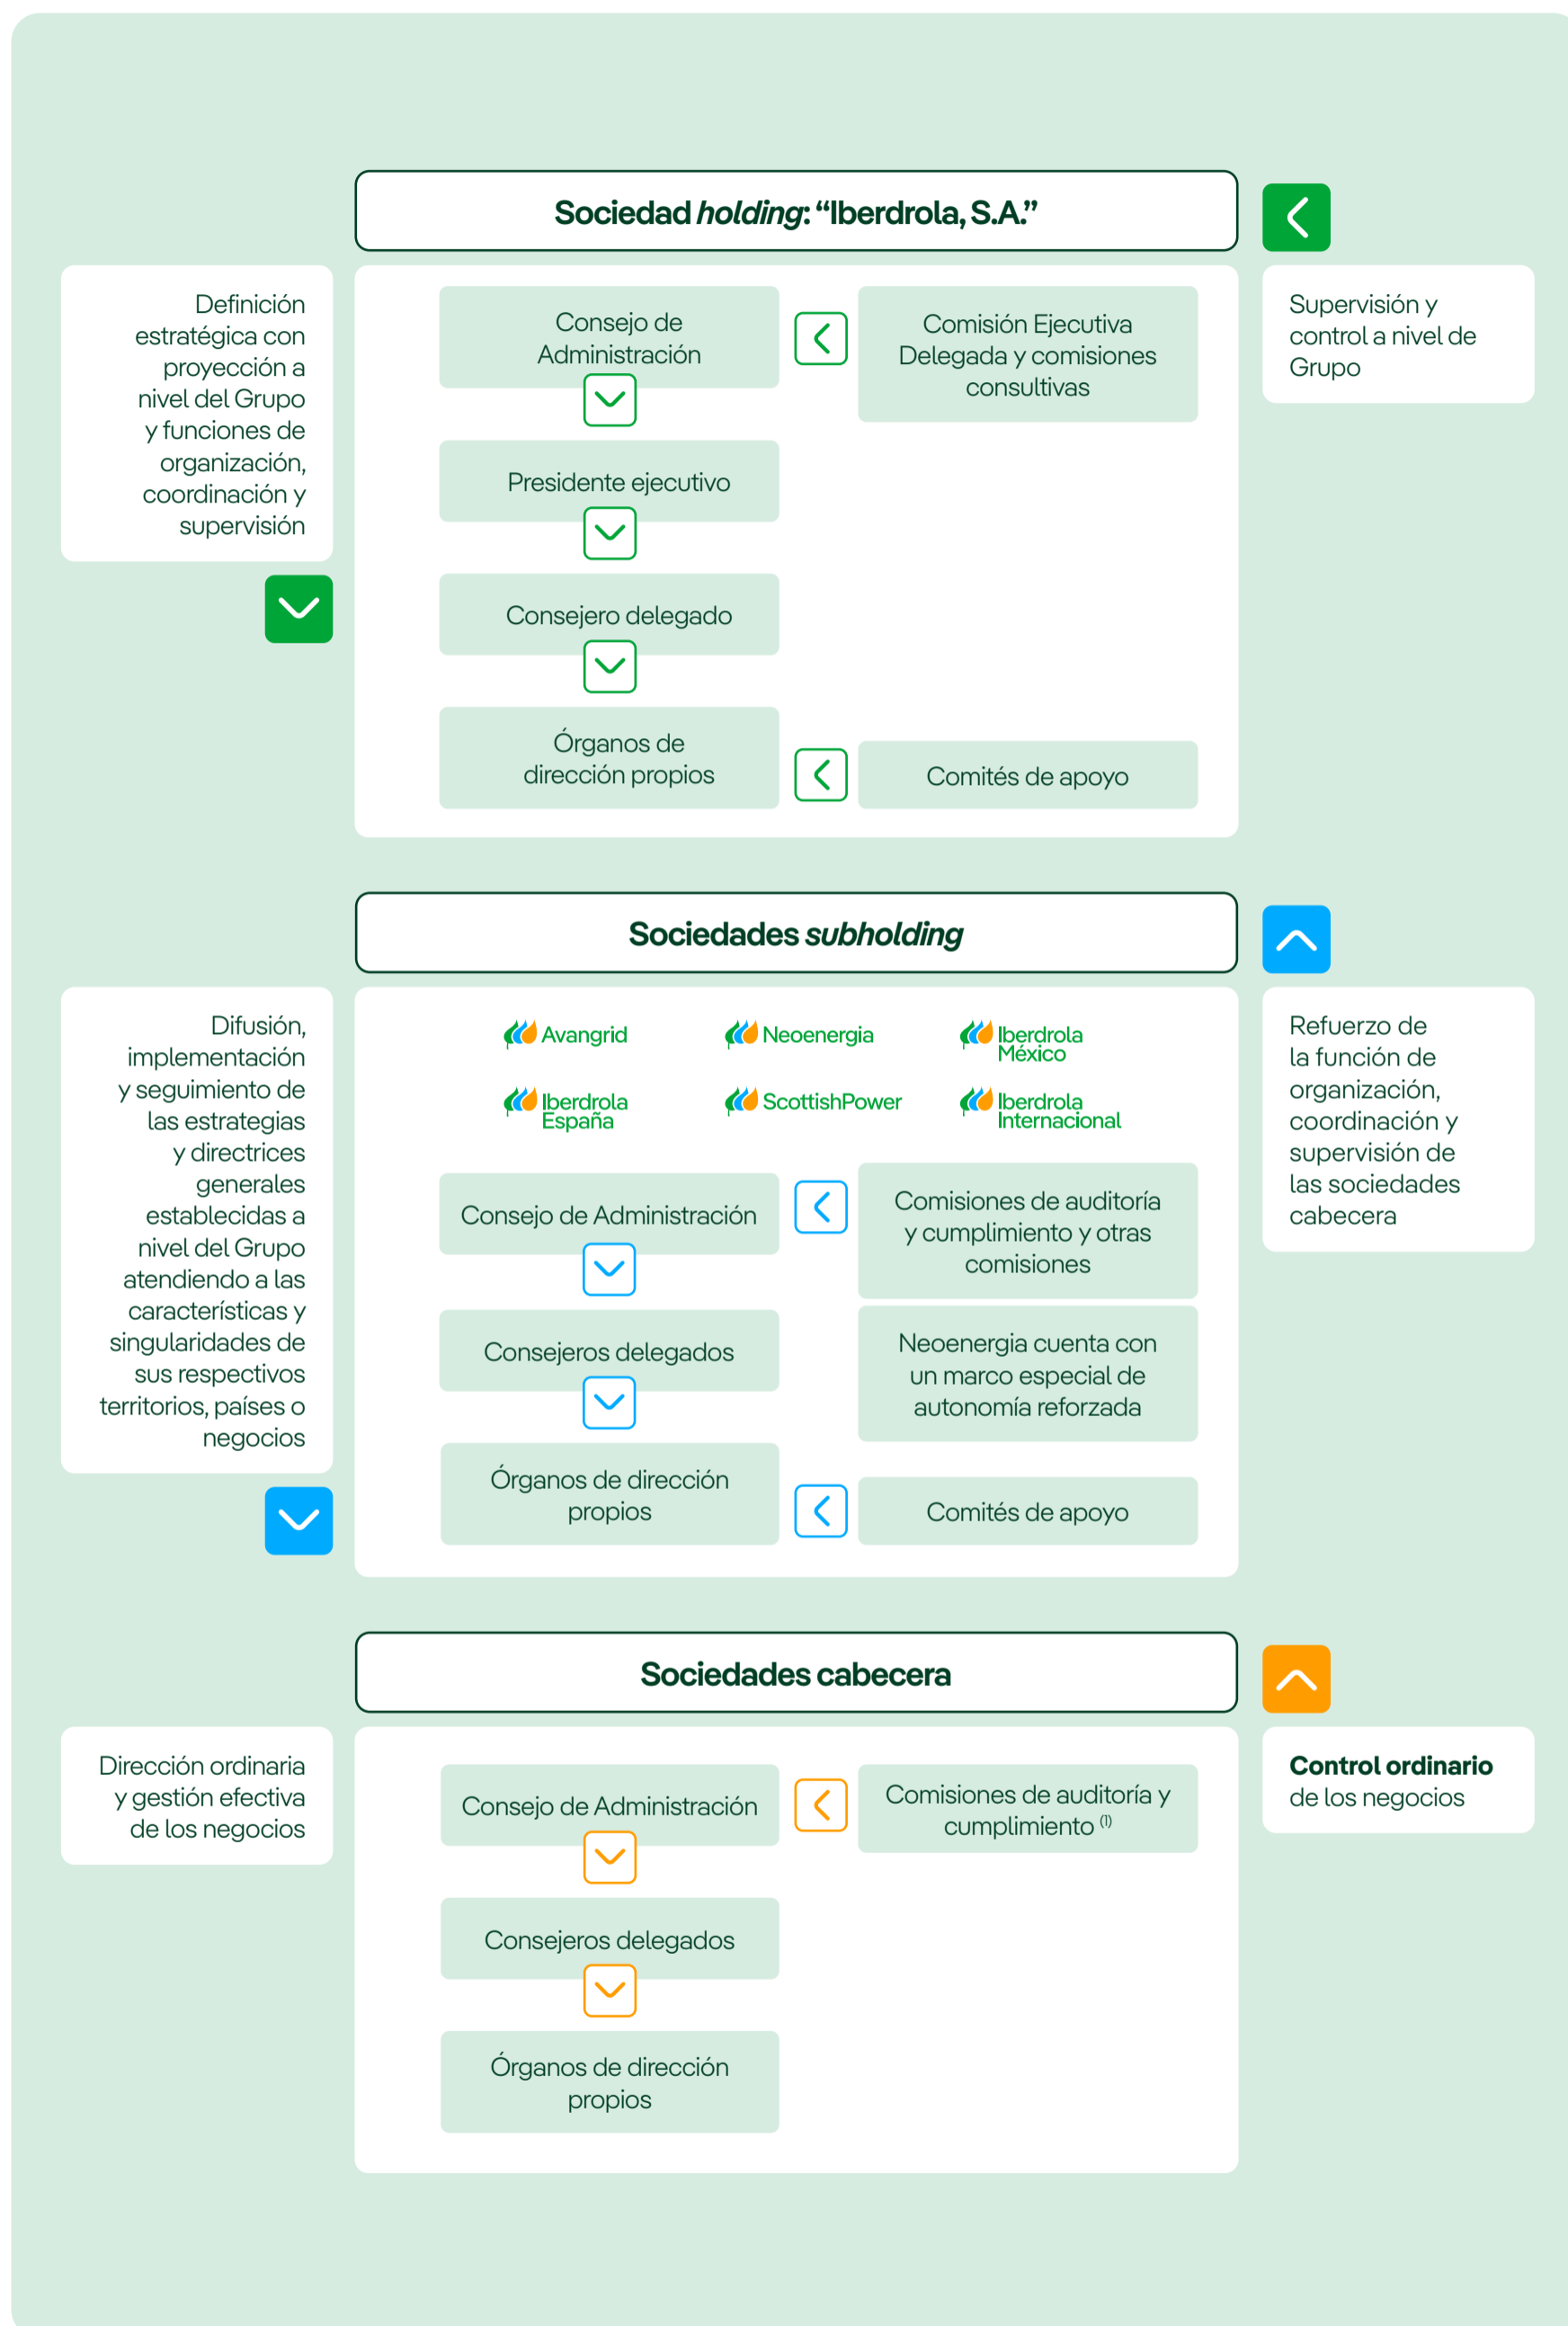 Sociedad holding: “Iberdrola, S.A.”
Definición
estratégica con
proyección a
nivel del Grupo
y funciones de
organización,
coordinación y
supervisión
Consejo de
Administración
Comisión Ejecutiva
Delegada y comisiones
consultivas
Presidente ejecutivo
Consejero delegado
Órganos de
dirección propios
Comités de apoyo
Supervisión y
control a nivel de
Grupo
Sociedades subholding
Difusión,
implementación
y seguimiento de
las estrategias
y directrices
generales
establecidas a
nivel del Grupo
atendiendo a las
características y
singularidades de
sus respectivos
territorios, países o
negocios
Avangrid
Neoenergia
Iberdrola
México
Iberdrola
España
ScottishPower
Iberdrola
Internacional
Consejo de Administración
Comisiones de auditoría
y cumplimiento y otras
comisiones
Consejeros delegados
Neoenergia cuenta con
un marco especial de
autonomía reforzada
Órganos de dirección
propios
Comités de apoyo
Refuerzo de
la función de
organización,
coordinación y
supervisión de
las sociedades
cabecera
Sociedades cabecera
Dirección ordinaria
y gestión efectiva
de los negocios
Consejo de Administración
Comisiones de auditoría y
cumplimiento (1)
Consejeros delegados
Órganos de dirección
propios
Control ordinario
de los negocios